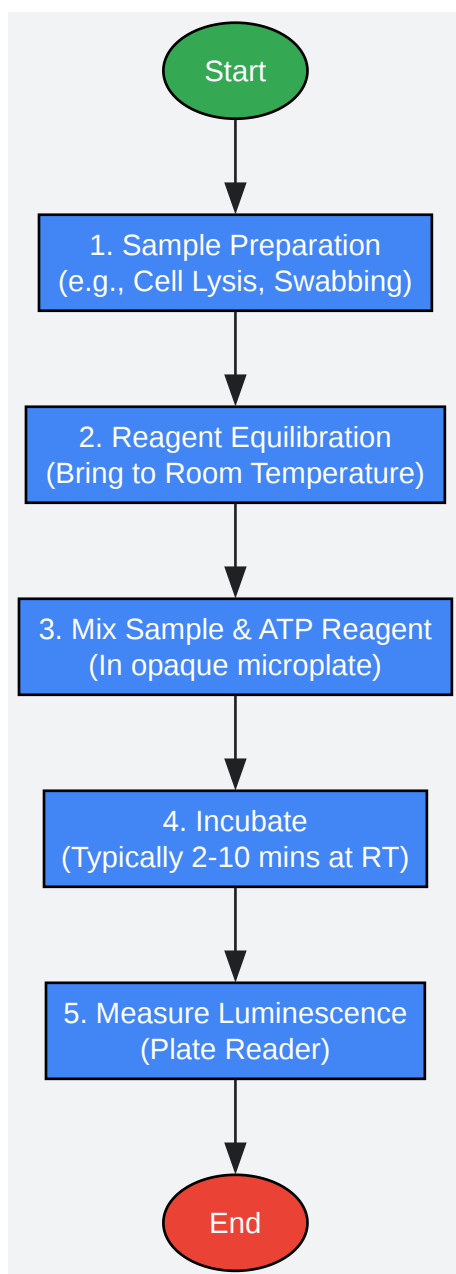 Start
1. Sample Preparation
(e.g., Cell Lysis, Swabbing)
2. Reagent Equilibration
(Bring to Room Temperature)
3. Mix Sample & ATP Reagent
(In opaque microplate)
4. Incubate
(Typically 2-10 mins at RT)
5. Measure Luminescence
(Plate Reader)
End